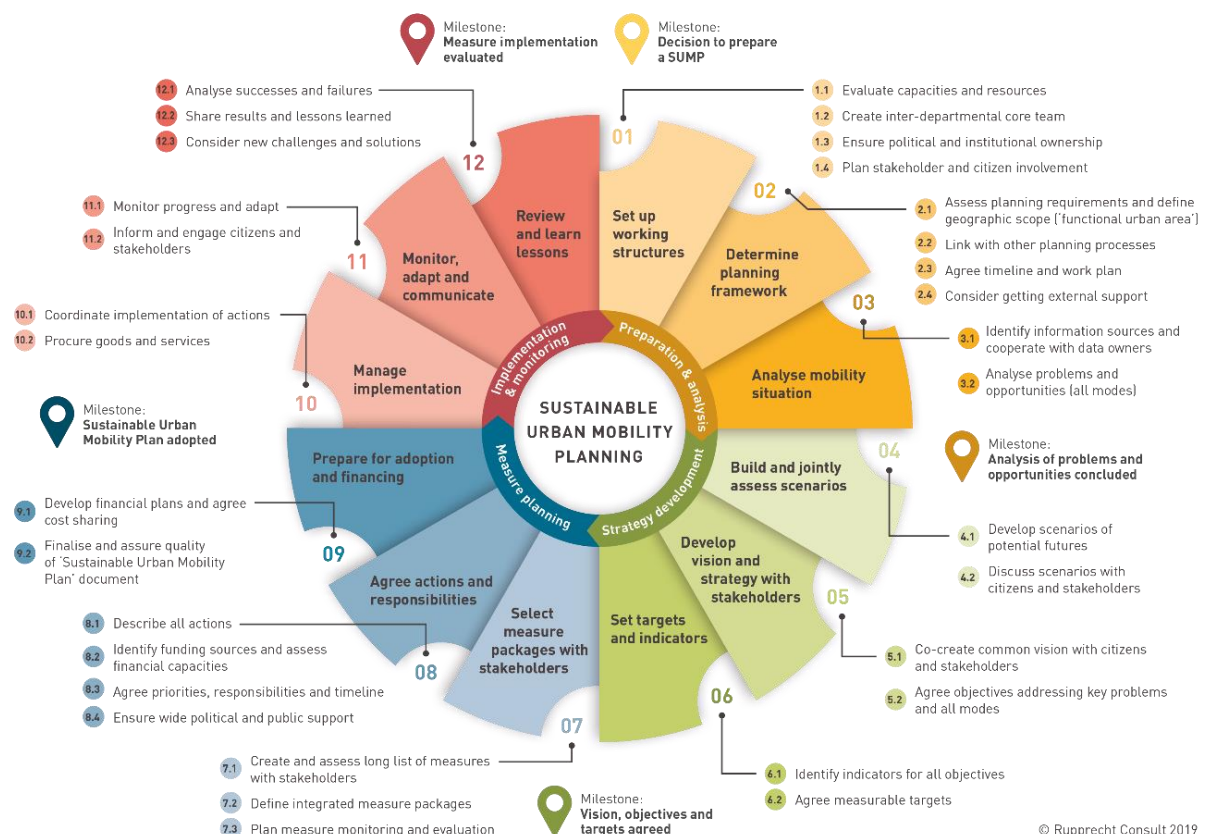 Milestone:
Measure implementation
evaluated
Milestone:
Decision to prepare
a SUMP
12.1 Analyse successes and failures
12.2 Share results and lessons learned
12.3 Consider new challenges and solutions
1.1 Evaluate capacities and resources
1.2 Create inter-departmental core team
1.3 Ensure political and institutional ownership
1.4 Plan stakeholder and citizen involvement
11.1 Monitor progress and adapt
11.2 Inform and engage citizens and
stakeholders
2.1 Assess planning requirements and define
geographic scope (‘functional urban area’)
2.2 Link with other planning processes
2.3 Agree timeline and work plan
2.4 Consider getting external support
10.1 Coordinate implementation of actions
10.2 Procure goods and services
3.1 Identify information sources and
cooperate with data owners
3.2 Analyse problems and
opportunities (all modes)
Milestone:
Sustainable Urban
Mobility Plan adopted
Milestone:
Analysis of problems and
opportunities concluded
01
Set up
working
structures
02
Determine
planning
framework
03
Analyse mobility
situation
04
Build and jointly
assess scenarios
05
Develop
vision and
strategy with
stakeholders
06
Set targets
and indicators
07
Select
measure
packages with
stakeholders
08
Agree actions and
responsibilities
09
Prepare for adoption
and financing
10
Manage
implementation
11
Monitor,
adapt and
communicate
12
Review
and learn
lessons
Preparation & analysis
Strategy development
Measure planning
Implementation
& monitoring
SUSTAINABLE
URBAN MOBILITY
PLANNING
9.1 Develop financial plans and agree
cost sharing
9.2 Finalise and assure quality
of ‘Sustainable Urban Mobility
Plan’ document
4.1 Develop scenarios of
potential futures
4.2 Discuss scenarios with
citizens and stakeholders
8.1 Describe all actions
8.2 Identify funding sources and assess
financial capacities
8.3 Agree priorities, responsibilities and timeline
8.4 Ensure wide political and public support
5.1 Co-create common vision with citizens
and stakeholders
5.2 Agree objectives addressing key problems
and all modes
7.1 Create and assess long list of measures
with stakeholders
7.2 Define integrated measure packages
7.3 Plan measure monitoring and evaluation
Milestone:
Vision, objectives and
targets agreed
6.1 Identify indicators for all objectives
6.2 Agree measurable targets
© Rupprecht Consult 2019